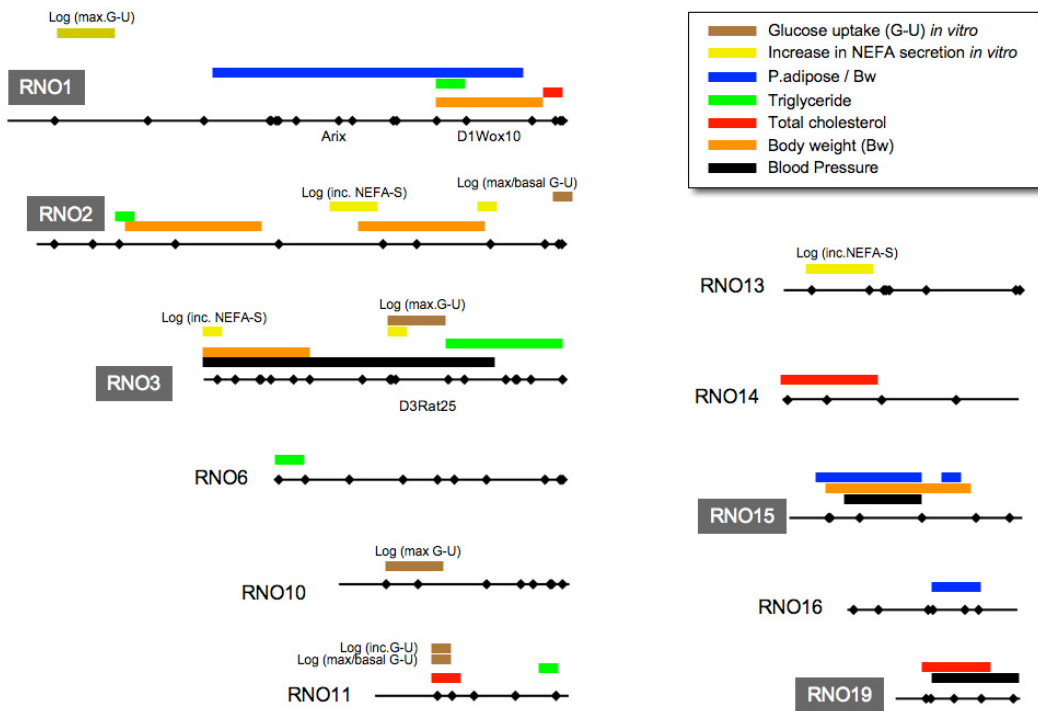 Log (max.G-U)
RNO1
Arix
D1Wox10
Log (inc. NEFA-S)
Log (max/basal G-U)
RNO2
Log (inc. NEFA-S)
Log (max.G-U)
RNO3
D3Rat25
RNO6
Log (max G-U)
RNO10
Log (inc.G-U)
Log (max/basal G-U)
RNO11
Glucose uptake (G-U) in vitro
Increase in NEFA secretion in vitro
P.adipose / Bw
Triglyceride
Total cholesterol
Body weight (Bw)
Blood Pressure
Log (inc.NEFA-S)
RNO13
RNO14
RNO15
RNO16
RNO19